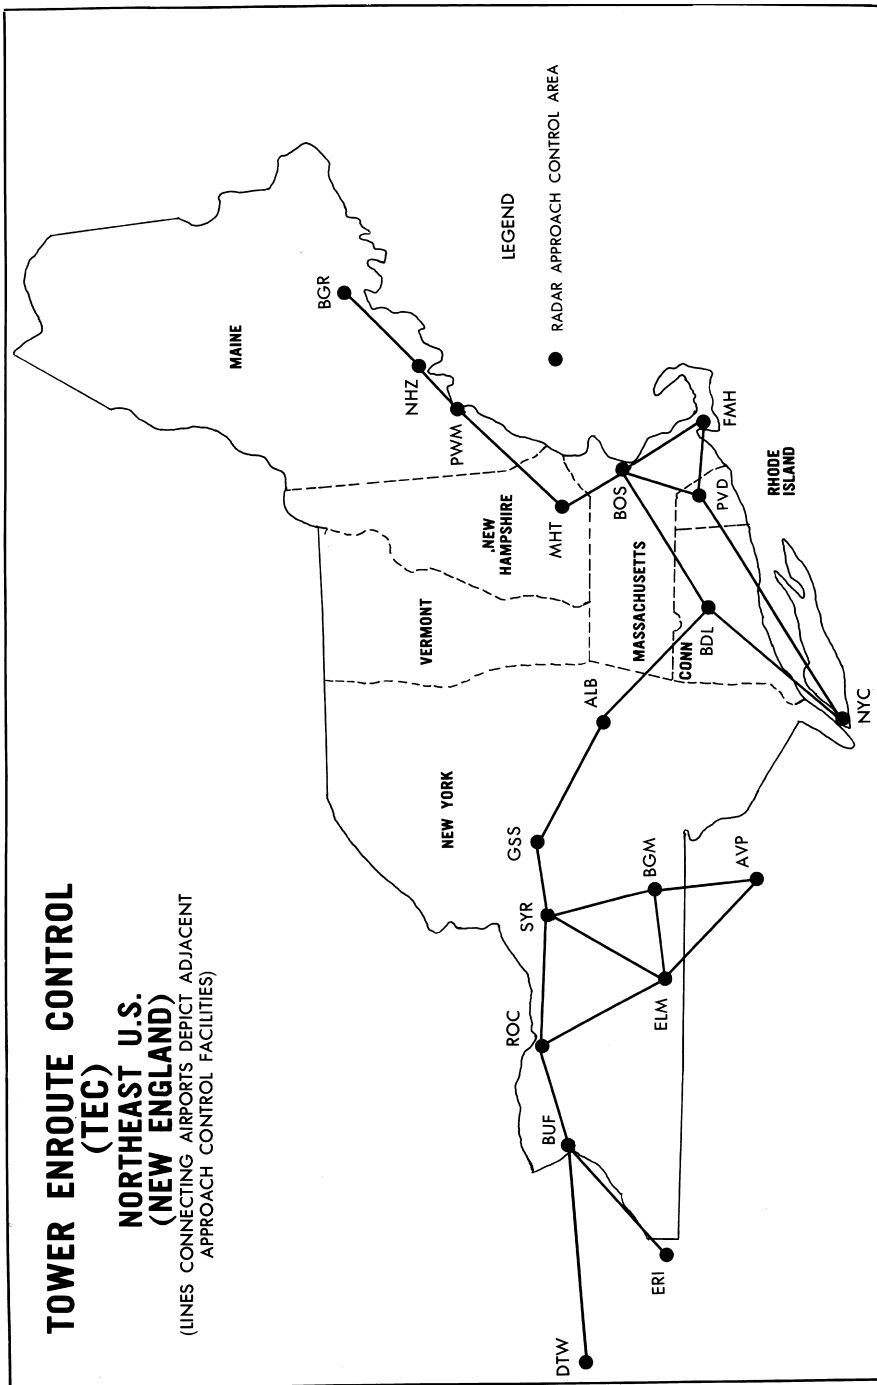 TOWER ENROUTE CONTROL
(TEC)
NORTHEAST U.S.
(NEW ENGLAND)
(LINES CONNECTING AIRPORTS DEPICT ADJACENT
APPROACH CONTROL FACILITIES)
MAINE
BGR
NHZ
PWM
LEGEND
RADAR APPROACH CONTROL AREA
VERMONT
NEW
HAMPSHIRE
MHT
NEW YORK
MASSACHUSETTS
BOS
FMH
PVD
RHODE
ISLAND
CONN
BDL
ALB
NYC
GSS
SYR
BGM
AVP
ROC
ELM
BUF
ERI
DTW